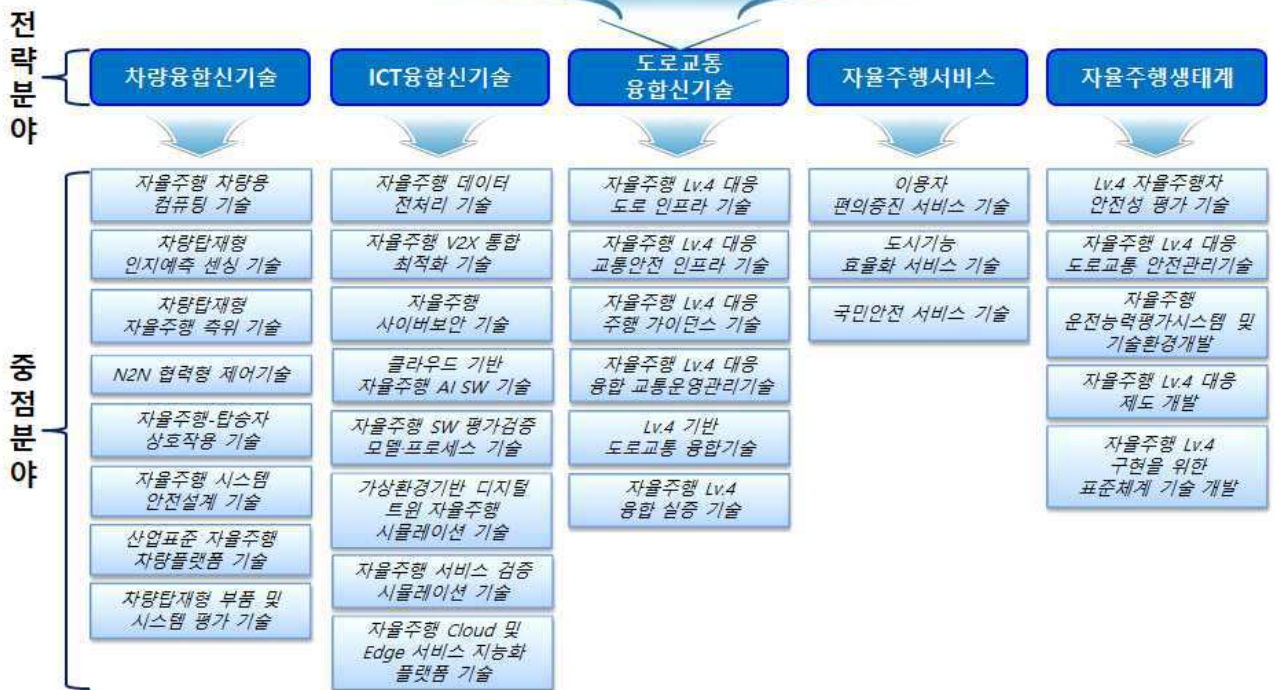 전략분야
차량융합신기술
ICT융합신기술
도로교통
융합신기술
자율주행서비스
자율주행생태계
중점분야
자율주행 차량용
컴퓨팅 기술
차량탑재형
인지예측 센싱 기술
차량탑재형
자율주행 측위 기술
N2N 협력형 제어기술
자율주행-탑승자
상호작용 기술
자율주행 시스템
안전설계 기술
산업표준 자율주행
차량플랫폼 기술
차량탑재형 부품 및
시스템 평가 기술
자율주행 데이터
전처리 기술
자율주행 V2X 통합
최적화 기술
자율주행
사이버보안 기술
클라우드 기반
자율주행 AI SW 기술
자율주행 SW 평가검증
모델·프로세스 기술
가상환경기반 디지털
트윈 자율주행
시뮬레이션 기술
자율주행 서비스 검증
시뮬레이션 기술
자율주행 Cloud 및
Edge 서비스 지능화
플랫폼 기술
자율주행 Lv.4 대응
도로 인프라 기술
자율주행 Lv.4 대응
교통안전 인프라 기술
자율주행 Lv.4 대응
주행 가이던스 기술
자율주행 Lv.4 대응
융합 교통운영관리기술
Lv.4 기반
도로교통 융합기술
자율주행 Lv.4
융합 실증 기술
이용자
편의증진 서비스 기술
도시기능
효율화 서비스 기술
국민안전 서비스 기술
Lv.4 자율주행차
안전성 평가 기술
자율주행 Lv.4 대응
도로교통 안전관리기술
자율주행
운전능력평가시스템 및
기술환경개발
자율주행 Lv.4 대응
제도 개발
자율주행 Lv.4
구현을 위한
표준체계 기술 개발